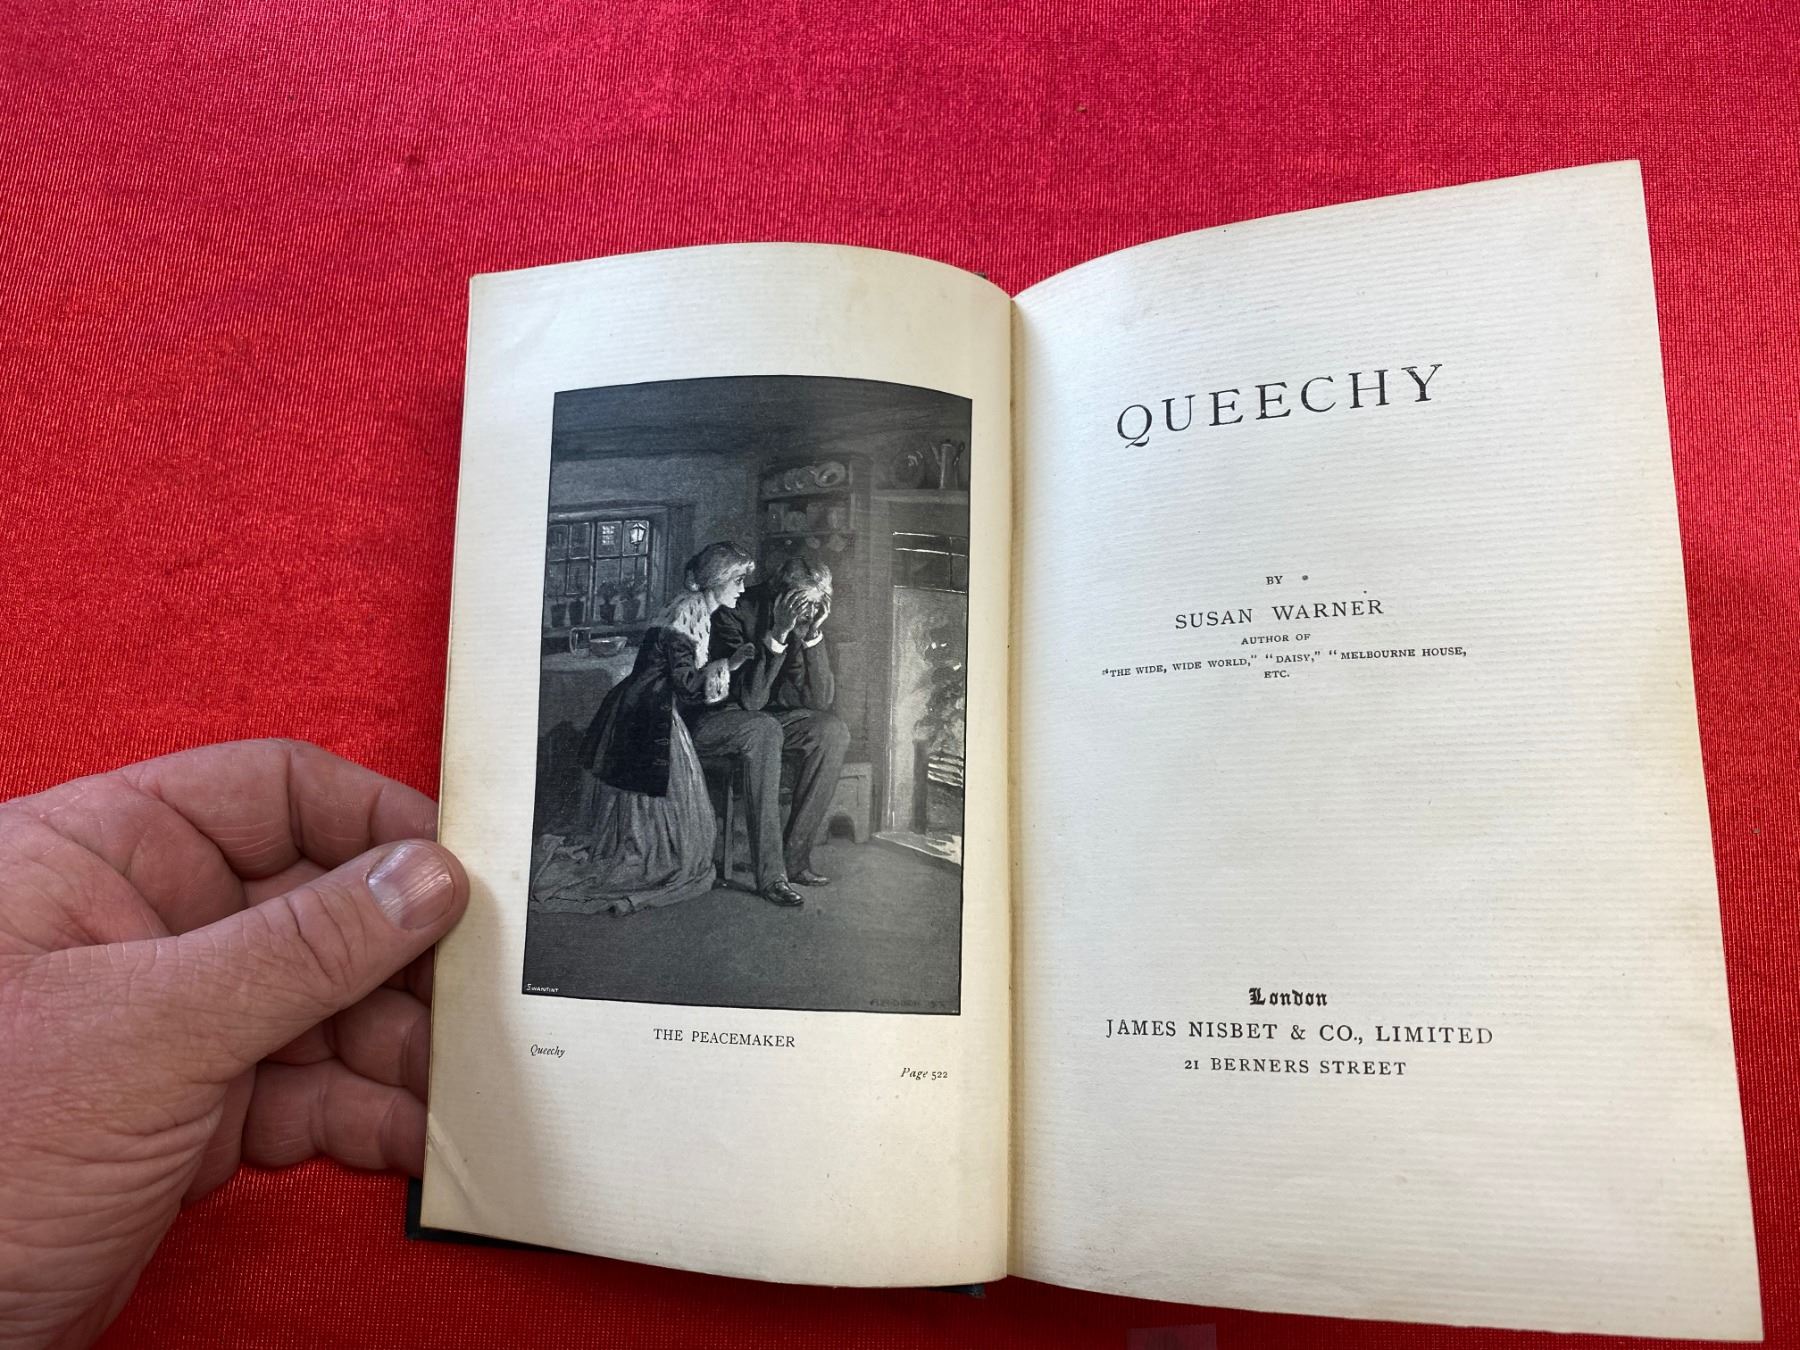 SWANTINT
THE PEACEMAKER
Queechy
Page 522
QUEECHY
BY
SUSAN WARNER
AUTHOR OF
"THE WIDE, WIDE WORLD," "DAISY," "MELBOURNE HOUSE,
ETC.
London
JAMES NISBET & CO., LIMITED
21 BERNERS STREET